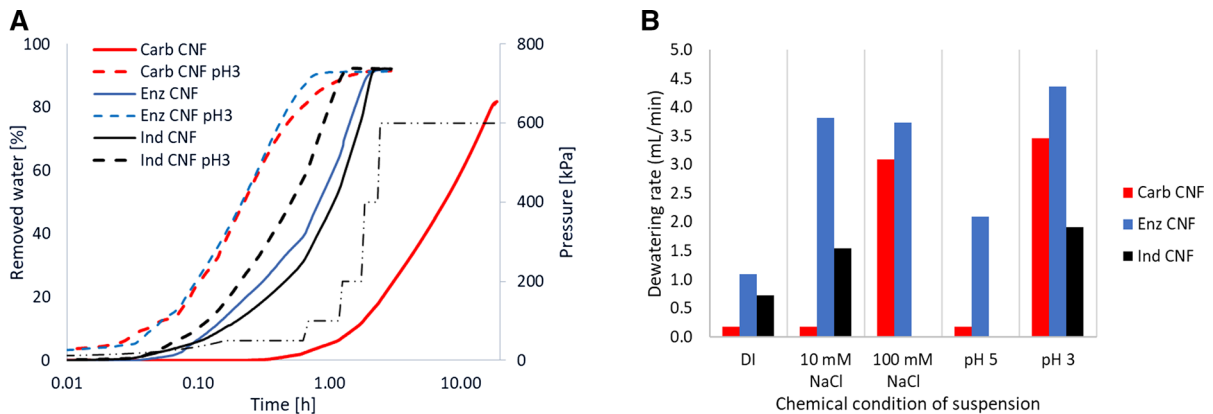 A
Removed water [%]
100
80
60
40
20
0
Carb CNF
Carb CNF pH3
Enz CNF
Enz CNF pH3
Ind CNF
Ind CNF pH3
800
600
400
200
0
Pressure [kPa]
0.01 0.10 1.00 10.00
Time [h]
B
Dewatering rate (mL/min)
5.0
4.5
4.0
3.5
3.0
2.5
2.0
1.5
1.0
0.5
0.0
DI 10 mM 100 mM pH 5 pH 3
NaCl NaCl
Chemical condition of suspension
Carb CNF
Enz CNF
Ind CNF